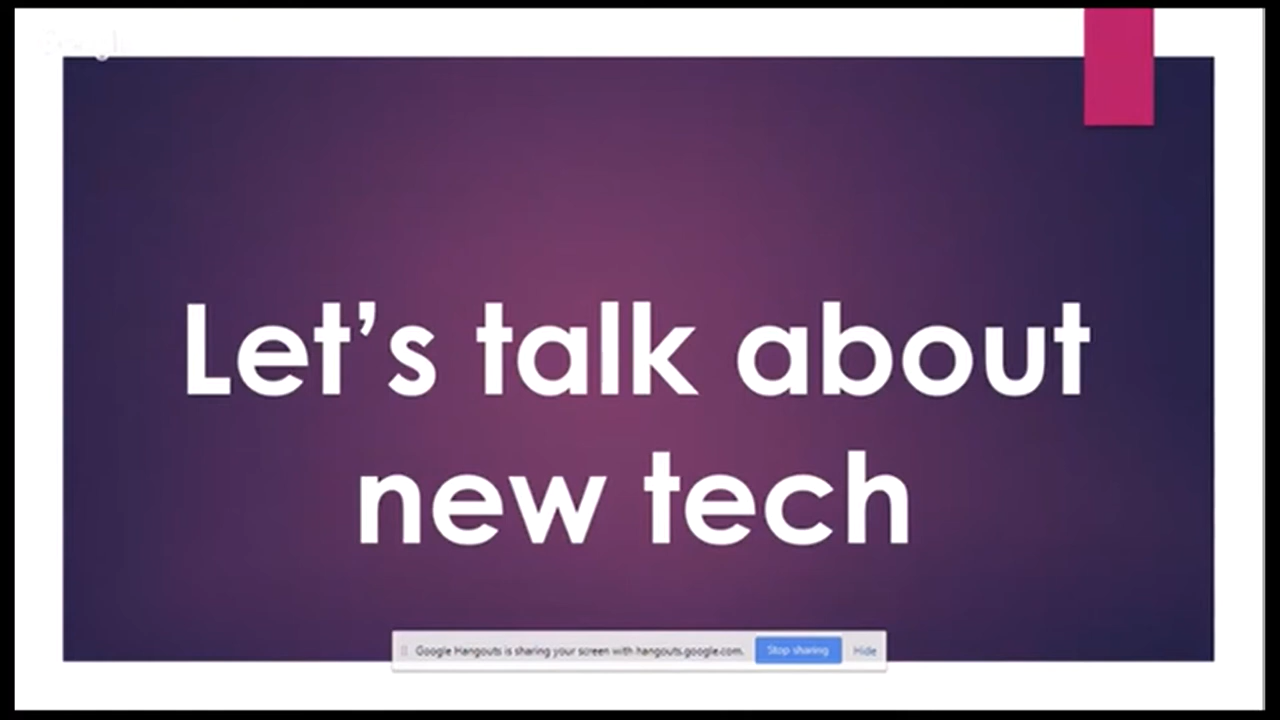 Let’s talk about
new tech
Google Hangouts is sharing your screen with hangouts.google.com. Stop sharing Hide